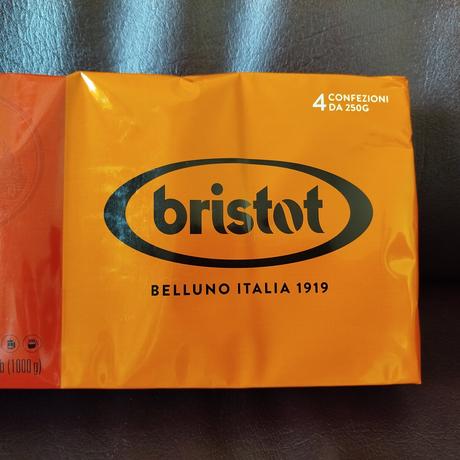 4 CONFEZIONI
DA 250G
bristot
BELLUNO ITALIA 1919
b (1000 g)